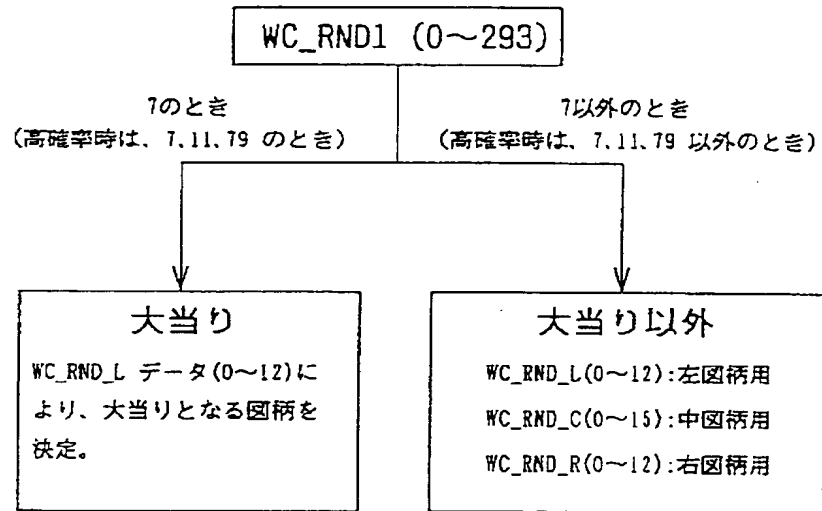 WC_RND1 (0～293)
7のとき
(高確率時は、7.11.79 のとき)
7以外のとき
(高確率時は、7.11.79 以外のとき)
大当り
WC_RND_L データ(0～12)に
より、大当りとなる図柄を
決定。
大当り以外
WC_RND_L(0～12):左図柄用
WC_RND_C(0～15):中図柄用
WC_RND_R(0～12):右図柄用